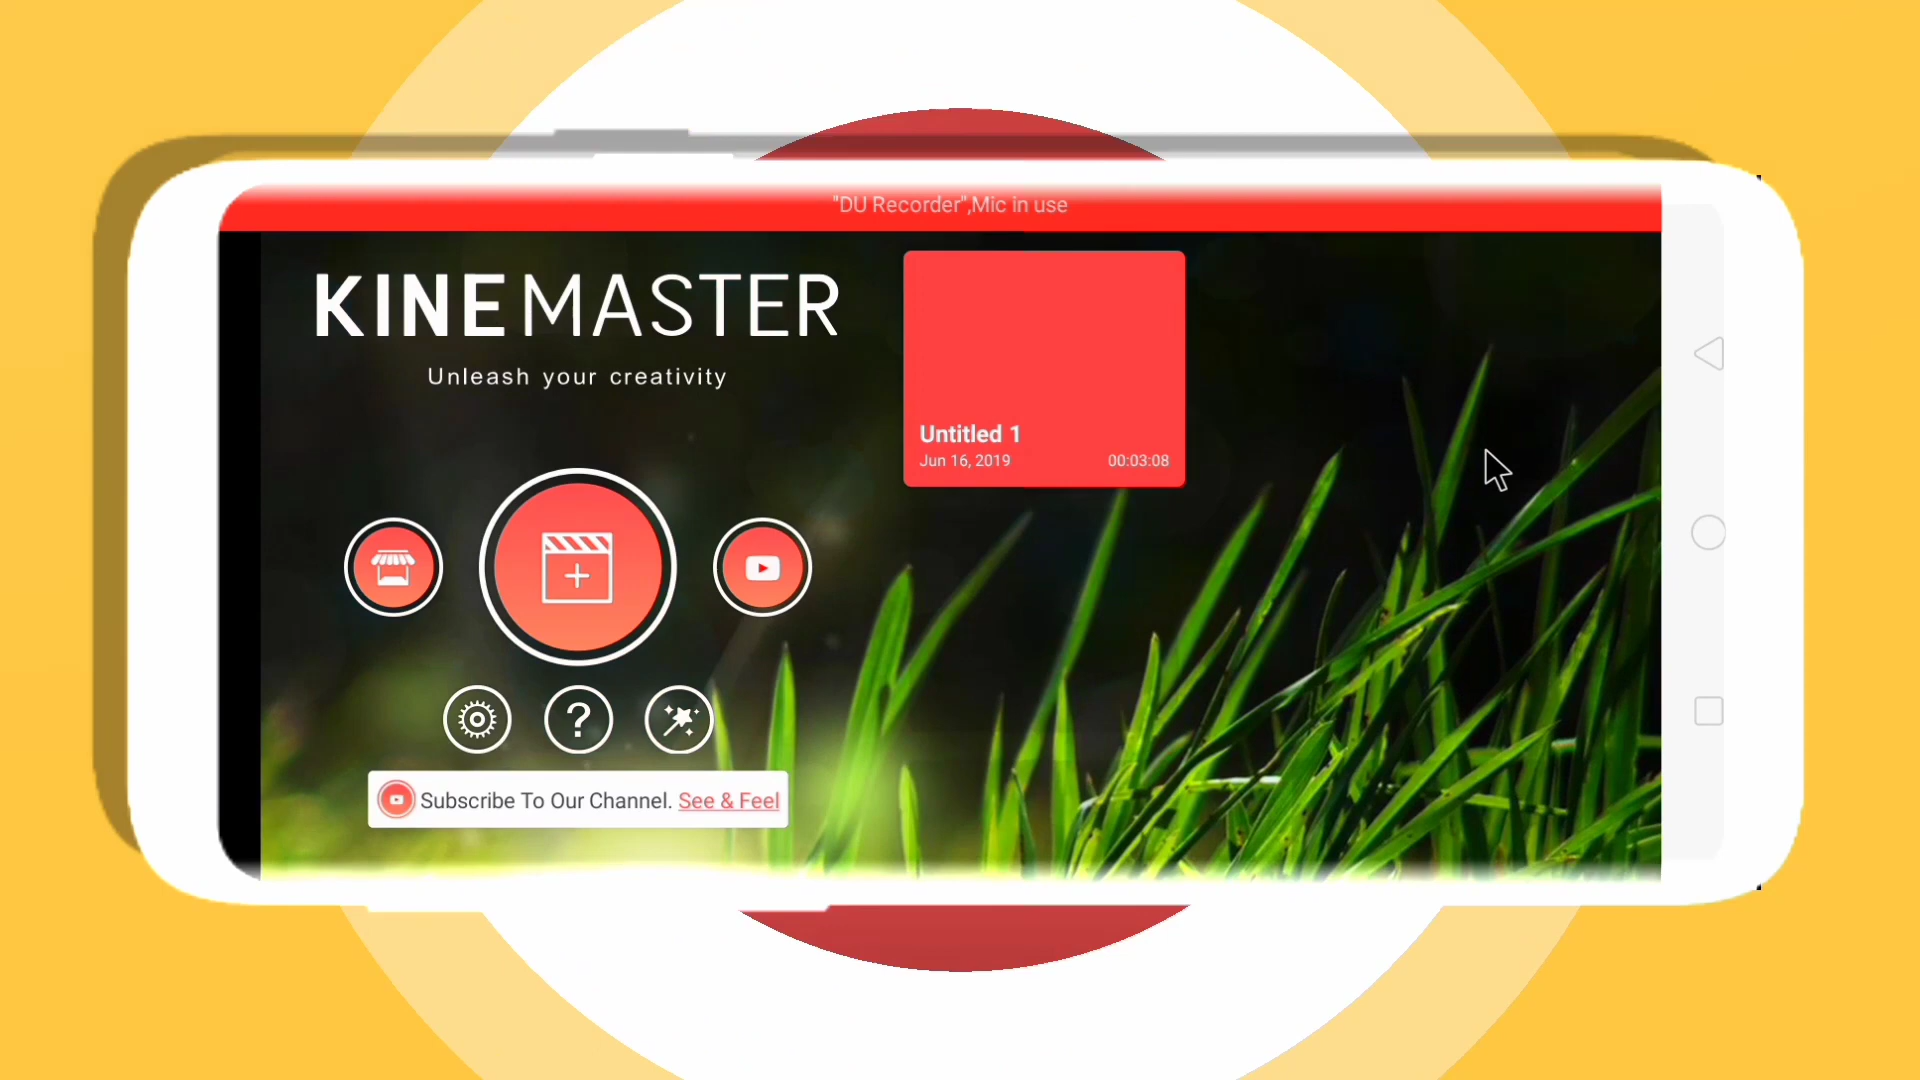 "DU Recorder",Mic in use
KINEMASTER
Unleash your creativity
Untitled 1
Jun 16, 2019 00:03:08
?
Subscribe To Our Channel. See & Feel